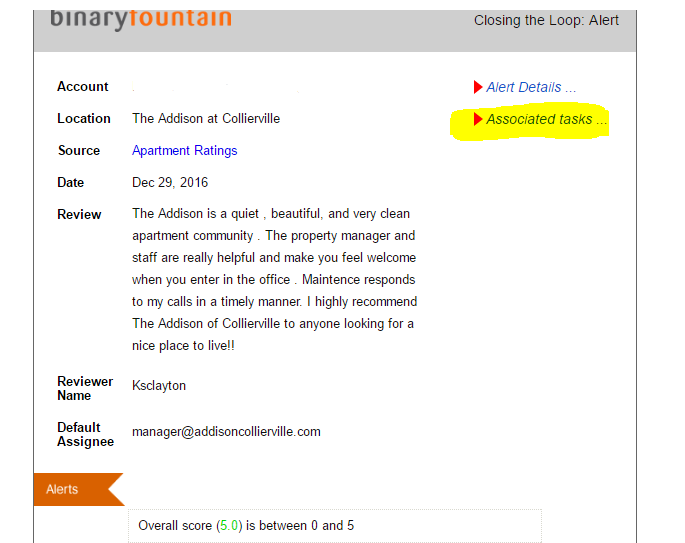 binaryfountain
Closing the Loop: Alert
Account
Alert Details ...
Location The Addison at Collierville
Associated tasks ...
Source Apartment Ratings
Date Dec 29, 2016
Review The Addison is a quiet , beautiful, and very clean
apartment community . The property manager and
staff are really helpful and make you feel welcome
when you enter in the office . Maintence responds
to my calls in a timely manner. I highly recommend
The Addison of Collierville to anyone looking for a
nice place to live!!
Reviewer
Name
Ksclayton
Default
Assignee
manager@addisoncollierville.com
Alerts
Overall score (5.0) is between 0 and 5